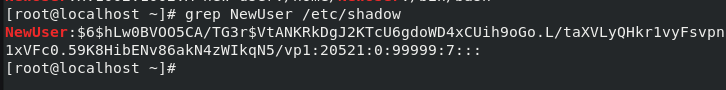 [root@localhost ~]# grep NewUser /etc/shadow
NewUser:$6$hLw0BVOO5CA/TG3r$VtANKRkDgJ2KTcU6gdoWD4xCUih9oGo.L/taXVLyQHkr1vyFsvpn
1xVFc0.59K8HibENv86akN4zWIkqN5/vp1:20521:0:99999:7:::
[root@localhost ~]#